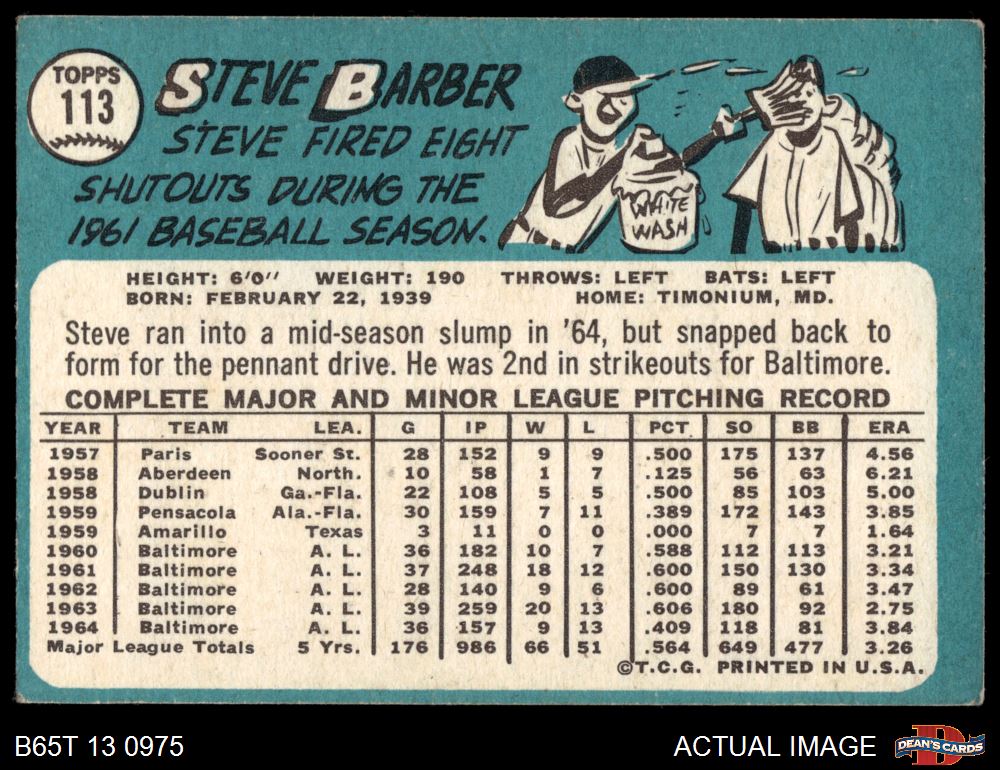 TOPPS
113
STEVE BARBER
STEVE FIRED EIGHT
SHUTOUTS DURING THE
1961 BASEBALL SEASON.
WHITE
WASH
HEIGHT: 6'0" WEIGHT: 190 THROWS: LEFT BATS: LEFT
BORN: FEBRUARY 22, 1939 HOME: TIMONIUM, MD.
Steve ran into a mid-season slump in '64, but snapped back to
form for the pennant drive. He was 2nd in strikeouts for Baltimore.
COMPLETE MAJOR AND MINOR LEAGUE PITCHING RECORD
YEAR TEAM LEA. G IP W L PCT. SO BB ERA
1957 Paris Sooner St. 28 152 9 9 .500 175 137 4.56
1958 Aberdeen North. 10 58 1 7 .125 56 63 6.21
1958 Dublin Ga.-Fla. 22 108 5 5 .500 85 103 5.00
1959 Pensacola Ala.-Fla. 30 159 7 11 .389 172 143 3.85
1959 Amarillo Texas 3 11 0 0 .000 7 7 1.64
1960 Baltimore A. L. 36 182 10 7 .588 112 113 3.21
1961 Baltimore A. L. 37 248 18 12 .600 150 130 3.34
1962 Baltimore A. L. 28 140 9 6 .600 89 61 3.47
1963 Baltimore A. L. 39 259 20 13 .606 180 92 2.75
1964 Baltimore A. L. 36 157 9 13 .409 118 81 3.84
Major League Totals 5 Yrs. 176 986 66 51 .564 649 477 3.26
©T.C.G. PRINTED IN U.S.A.
B65T 13 0975
ACTUAL IMAGE
D
DEAN'S CARDS